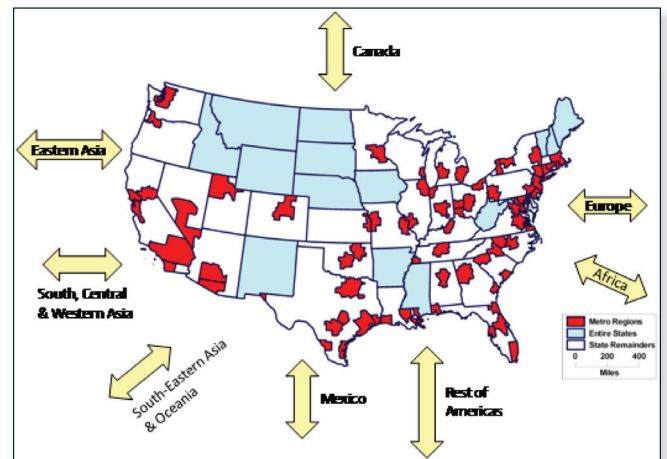 Canada
Eastern Asia
Europe
Africa
South, Central
& Western Asia
Metro Regions
Entire States
State Remainders
0 200 400
Miles
South-Eastern Asia
& Oceania
Mexico
Rest of
Americas